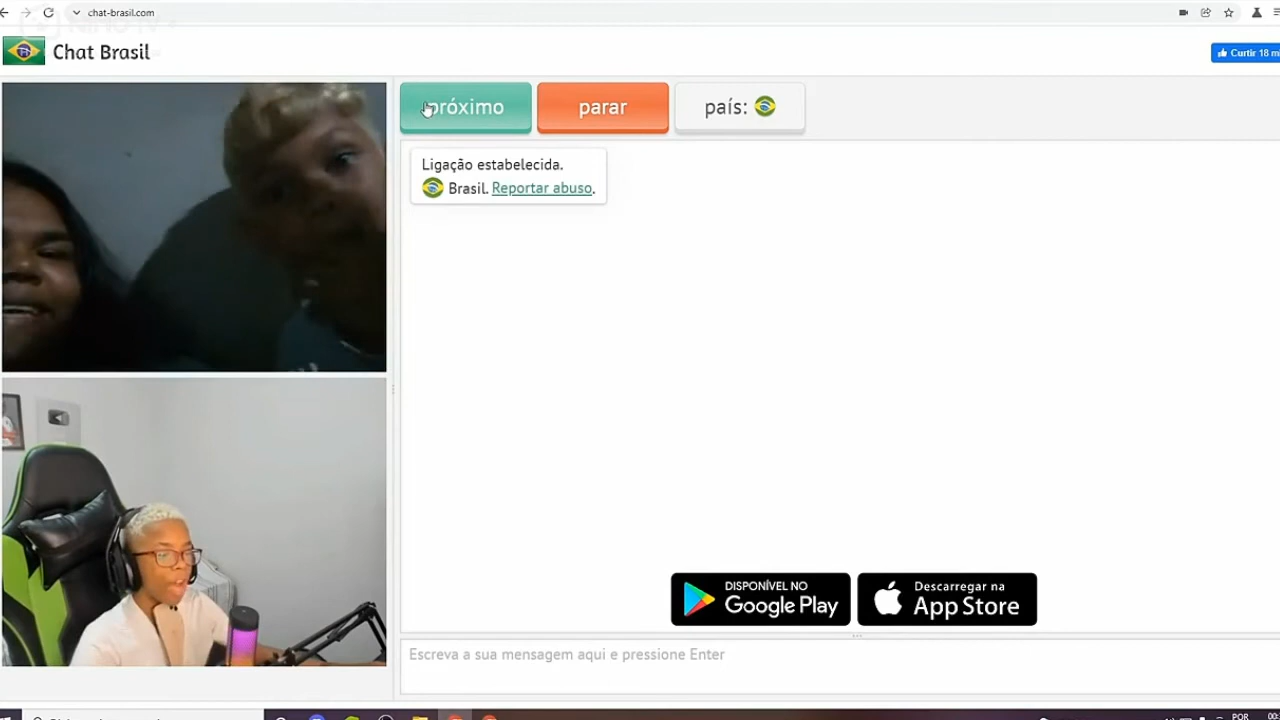 chat-brasil.com
Chat Brasil
Curtir 18 m
próximo
parar
país:
Ligação estabelecida.
Brasil. Reportar abuso.
DISPONÍVEL NO
Google Play
Descarregar na
App Store
Escreva a sua mensagem aqui e pressione Enter
POR